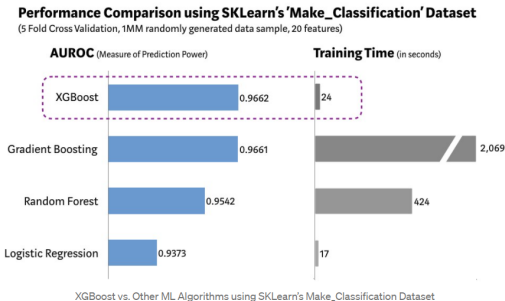 Performance Comparison using SKLearn's 'Make_Classification' Dataset
(5 Fold Cross Validation, 1MM randomly generated data sample, 20 features)
AUROC (Measure of Prediction Power) Training Time (in seconds)
XGBoost 0.9662 24
Gradient Boosting 0.9661 2,069
Random Forest 0.9542 424
Logistic Regression 0.9373 17
XGBoost vs. Other ML Algorithms using SKLearn's Make_Classification Dataset